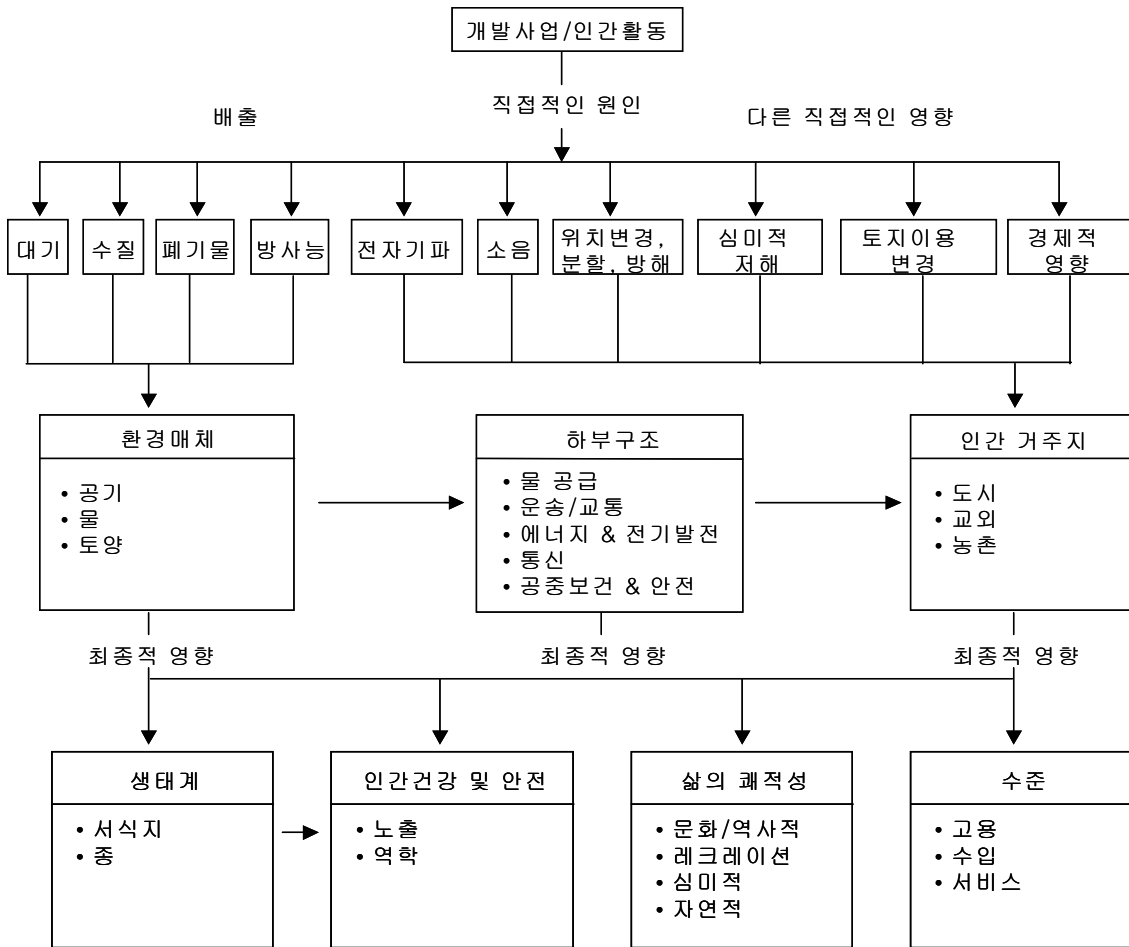 개발사업/인간활동
배출
직접적인 원인
다른 직접적인 영향
대기
수질
폐기물
방사능
전자기파
소음
위치변경,
분할, 방해
심미적
저해
토지이용
변경
경제적
영향
환경매체
• 공기
• 물
• 토양
하부구조
• 물 공급
• 운송/교통
• 에너지 & 전기발전
• 통신
• 공중보건 & 안전
인간 거주지
• 도시
• 교외
• 농촌
최종적 영향
최종적 영향
최종적 영향
생태계
• 서식지
• 종
인간건강 및 안전
• 노출
• 역학
삶의 쾌적성
• 문화/역사적
• 레크레이션
• 심미적
• 자연적
수준
• 고용
• 수입
• 서비스